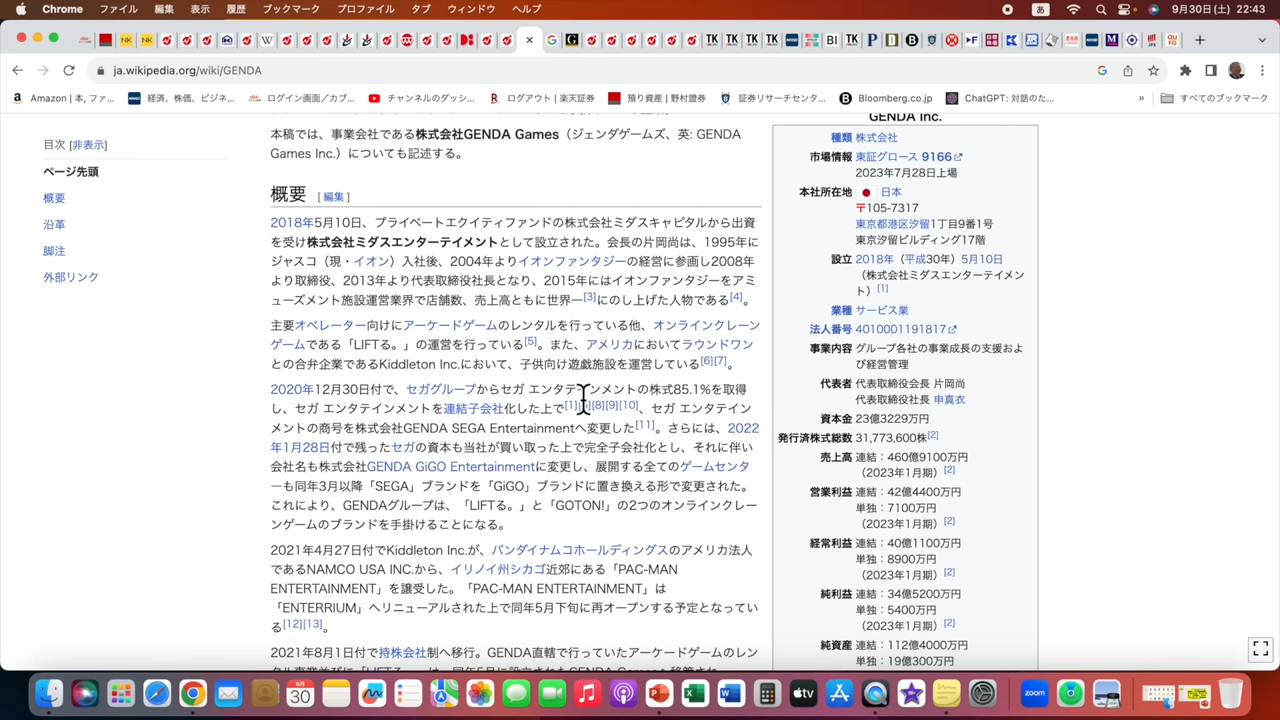 Chrome ファイル 編集 表示 履歴 ブックマーク プロファイル タブ ウィンドウ ヘルプ
あ 9月30日(土) 22:43
ja.wikipedia.org/wiki/GENDA
Amazon | 本, ファ... 経済、株価、ビジネ... ログイン画面／カブ... チャンネルのダッシ... ログアウト | 楽天証券 預り資産 | 野村證券 証券リサーチセンタ... Bloomberg.co.jp ChatGPT: 対話のため... » すべてのブックマーク
目次 [非表示]
ページ先頭
概要
沿革
脚注
外部リンク
本稿では、事業会社である株式会社GENDA Games（ジェンダゲームズ、英: GENDA
Games Inc.）についても記述する。
概要 [編集]
2018年5月10日、プライベートエクイティファンドの株式会社ミダスキャピタルから出資
を受け株式会社ミダスエンターテイメントとして設立された。会長の片岡尚は、1995年に
ジャスコ（現・イオン）入社後、2004年よりイオンファンタジーの経営に参画し2008年
より取締役、2013年より代表取締役社長となり、2015年にはイオンファンタジーをアミ
ューズメント施設運営業界で店舗数、売上高ともに世界一[3]にのし上げた人物である[4]。
主要オペレーター向けにアーケードゲームのレンタルを行っている他、オンラインクレーン
ゲームである「LIFTる。」の運営を行っている[5]。また、アメリカにおいてラウンドワン
との合弁企業であるKiddleton Inc.において、子供向け遊戯施設を運営している[6][7]。
2020年12月30日付で、セガグループからセガ エンタテインメントの株式85.1%を取得
し、セガ エンタテインメントを連結子会社化した上で[1][8][9][10]、セガ エンタテイン
メントの商号を株式会社GENDA SEGA Entertainmentへ変更した[11]。さらには、2022
年1月28日付で残ったセガの資本も当社が買い取った上で完全子会社化とし、それに伴い
会社名も株式会社GENDA GiGO Entertainmentに変更し、展開する全てのゲームセンタ
ーも同年3月以降「SEGA」ブランドを「GiGO」ブランドに置き換える形で変更された。
これにより、GENDAグループは、「LIFTる。」と「GOTON!」の2つのオンラインクレー
ンゲームのブランドを手掛けることになる。
2021年4月27日付でKiddleton Inc.が、バンダイナムコホールディングスのアメリカ法人
であるNAMCO USA INC.から、イリノイ州シカゴ近郊にある「PAC-MAN
ENTERTAINMENT」を譲受した。「PAC-MAN ENTERTAINMENT」は
「ENTERRIUM」へリニューアルされた上で同年5月下旬に再オープンする予定となってい
る[12][13]。
2021年8月1日付で持株会社制へ移行。GENDA直轄で行っていたアーケードゲームのレン
GENDA Inc.
種類 株式会社
市場情報 東証グロース 9166
2023年7月28日上場
本社所在地 日本
〒105-7317
東京都港区汐留1丁目9番1号
東京汐留ビルディング17階
設立 2018年（平成30年）5月10日
（株式会社ミダスエンターテイメン
ト）[1]
業種 サービス業
法人番号 4010001191817
事業内容 グループ各社の事業成長の支援およ
び経営管理
代表者 代表取締役会長 片岡尚
代表取締役社長 申真衣
資本金 23億3229万円
発行済株式総数 31,773,600株[2]
売上高 連結：460億9100万円
（2023年1月期）[2]
営業利益 連結：42億4400万円
単独：7100万円
（2023年1月期）[2]
経常利益 連結：40億1100万円
単独：8900万円
（2023年1月期）[2]
純利益 連結：34億5200万円
単独：5400万円
（2023年1月期）[2]
純資産 連結：112億4000万円
単独：19億300万円